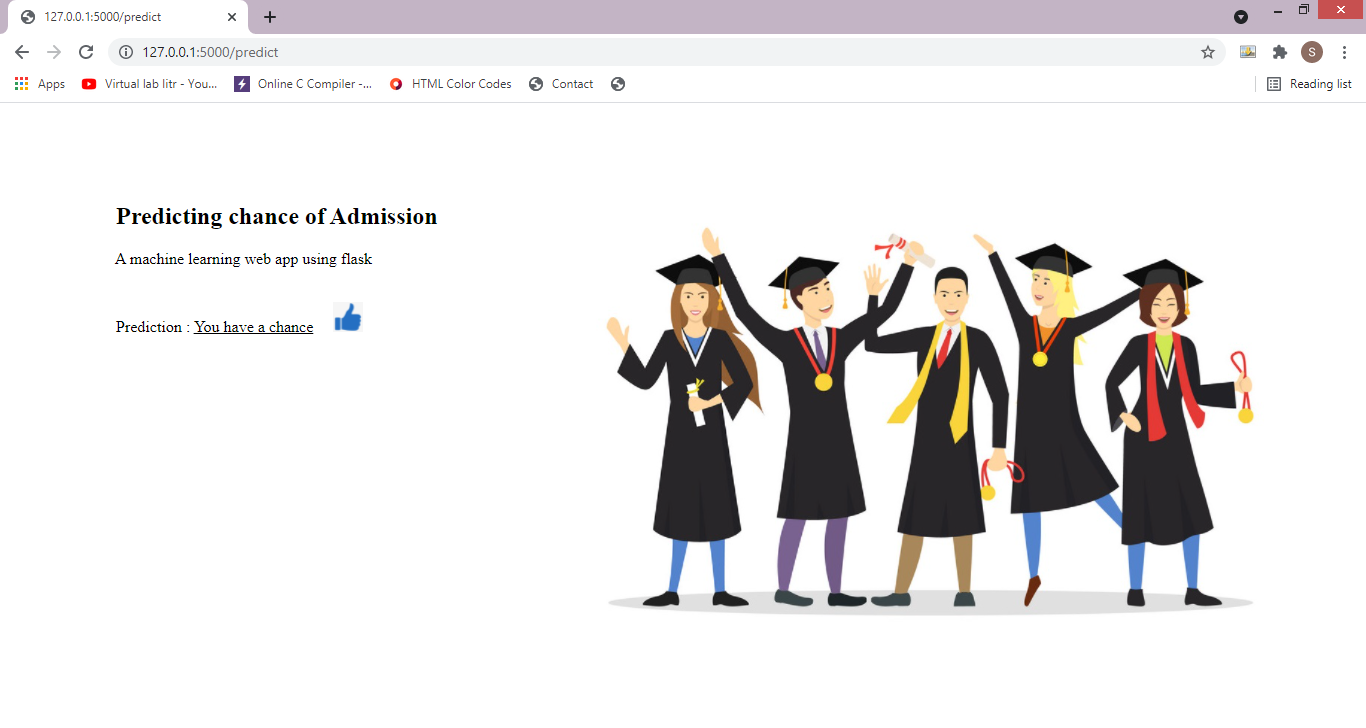 127.0.0.1:5000/predict
127.0.0.1:5000/predict
S
Apps
Virtual lab Iitr - You...
Online C Compiler -...
HTML Color Codes
Contact
Reading list
Predicting chance of Admission
A machine learning web app using flask
Prediction : You have a chance